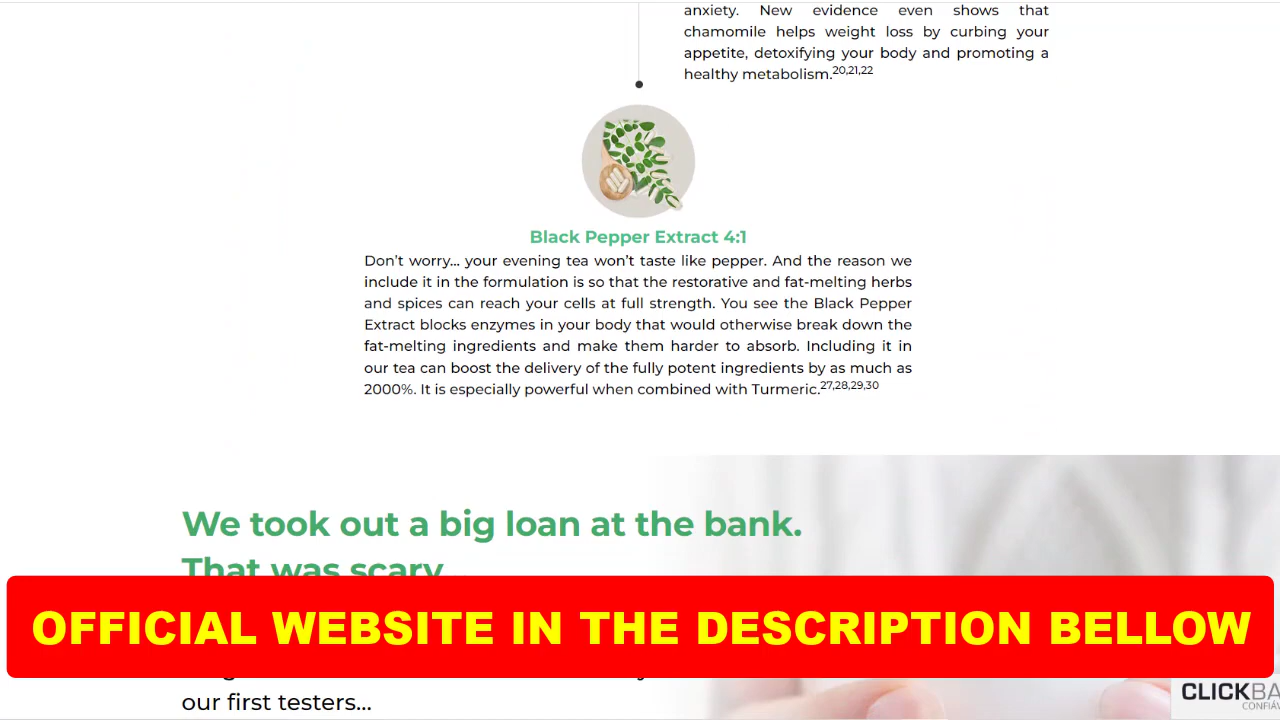 anxiety. New evidence even shows that
chamomile helps weight loss by curbing your
appetite, detoxifying your body and promoting a
healthy metabolism.20,21,22
Black Pepper Extract 4:1
Don't worry... your evening tea won't taste like pepper. And the reason we
include it in the formulation is so that the restorative and fat-melting herbs
and spices can reach your cells at full strength. You see the Black Pepper
Extract blocks enzymes in your body that would otherwise break down the
fat-melting ingredients and make them harder to absorb. Including it in
our tea can boost the delivery of the fully potent ingredients by as much as
2000%. It is especially powerful when combined with Turmeric.27,28,29,30
We took out a big loan at the bank.
That was scary...
OFFICIAL WEBSITE IN THE DESCRIPTION BELLOW
our first testers...
CLICKBA
CONFIÁV